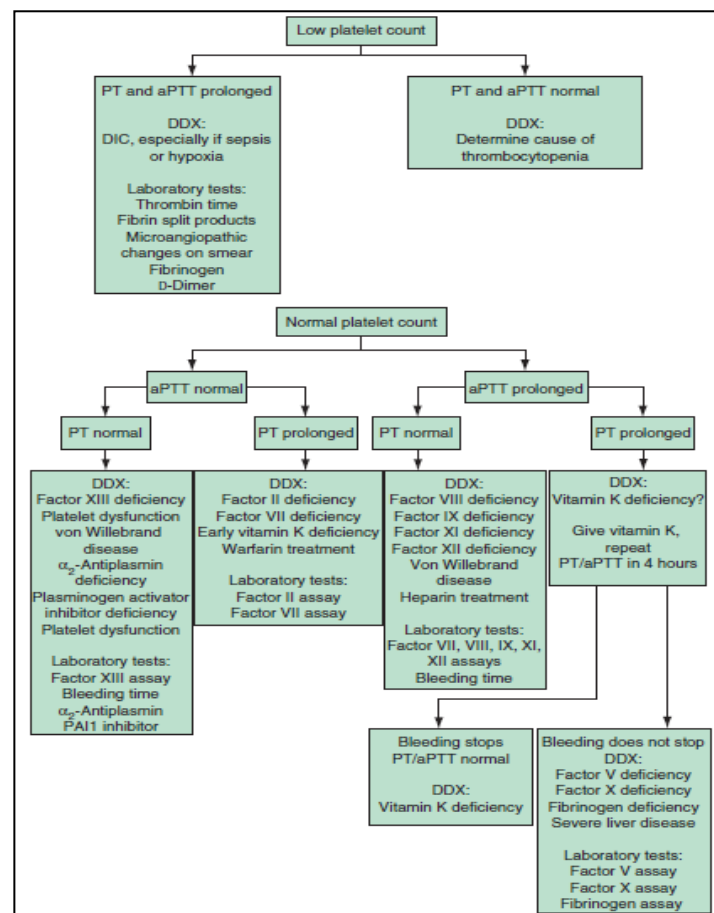 Low platelet count
PT and aPTT prolonged
DDX:
DIC, especially if sepsis
or hypoxia
Laboratory tests:
Thrombin time
Fibrin split products
Microangiopathic
changes on smear
Fibrinogen
D-Dimer
PT and aPTT normal
DDX:
Determine cause of
thrombocytopenia
Normal platelet count
aPTT normal
aPTT prolonged
PT normal
PT prolonged
PT normal
PT prolonged
DDX:
Factor XIII deficiency
Platelet dysfunction
von Willebrand
disease
α2-Antiplasmin
deficiency
Plasminogen activator
inhibitor deficiency
Platelet dysfunction
Laboratory tests:
Factor XIII assay
Bleeding time
α2-Antiplasmin
PAI1 inhibitor
DDX:
Factor II deficiency
Factor VII deficiency
Early vitamin K deficiency
Warfarin treatment
Laboratory tests:
Factor II assay
Factor VII assay
DDX:
Factor VIII deficiency
Factor IX deficiency
Factor XI deficiency
Factor XII deficiency
Von Willebrand
disease
Heparin treatment
Laboratory tests:
Factor VII, VIII, IX, XI,
XII assays
Bleeding time
DDX:
Vitamin K deficiency?
Give vitamin K,
repeat
PT/aPTT in 4 hours
Bleeding stops
PT/aPTT normal
DDX:
Vitamin K deficiency
Bleeding does not stop
DDX:
Factor V deficiency
Factor X deficiency
Fibrinogen deficiency
Severe liver disease
Laboratory tests:
Factor V assay
Factor X assay
Fibrinogen assay